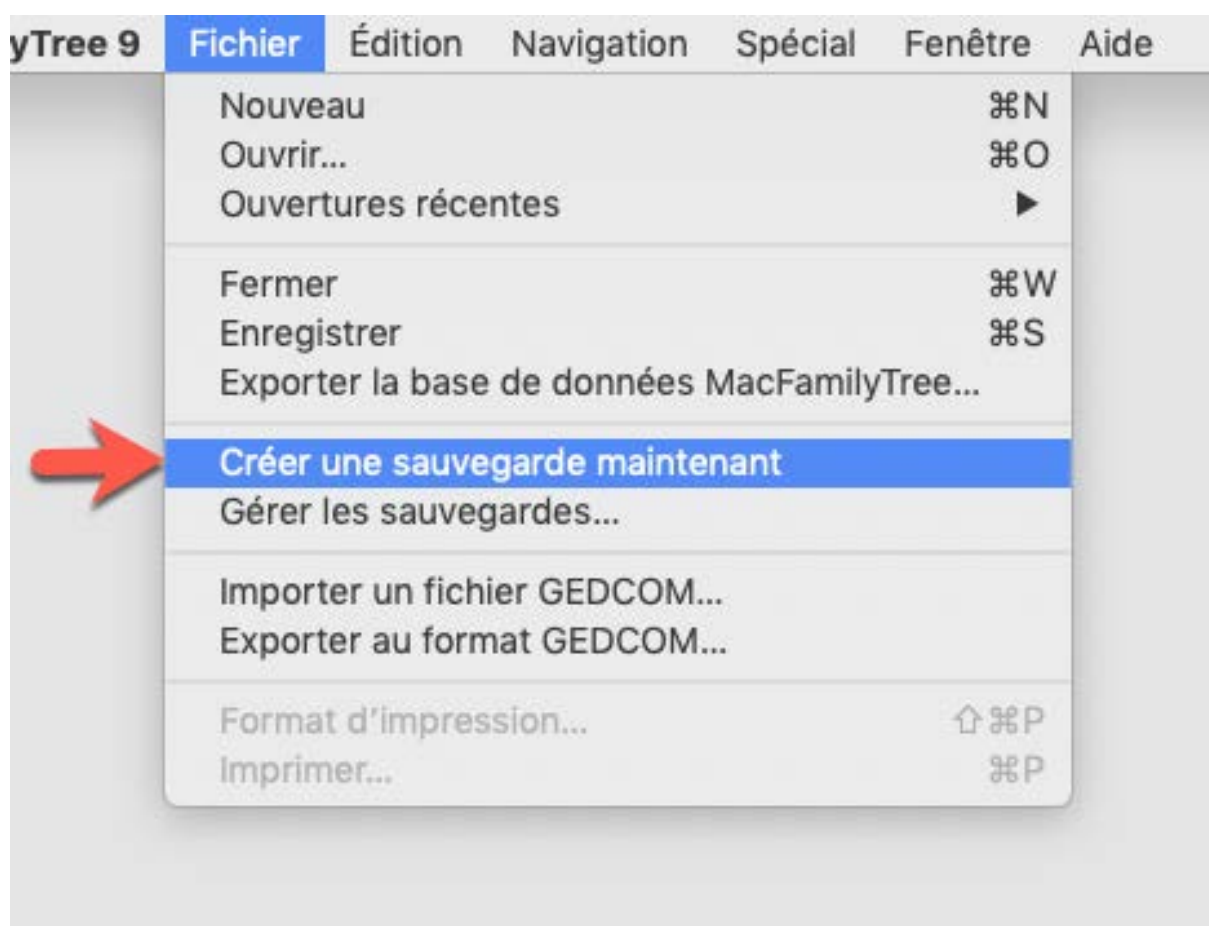 yTree 9 Fichier Édition Navigation Spécial Fenêtre Aide
Nouveau ⌘N
Ouvrir... ⌘O
Ouvertures récentes ▶
Fermer ⌘W
Enregistrer ⌘S
Exporter la base de données MacFamilyTree...
Créer une sauvegarde maintenant
Gérer les sauvegardes...
Importer un fichier GEDCOM...
Exporter au format GEDCOM...
Format d’impression... ⇧⌘P
Imprimer... ⌘P